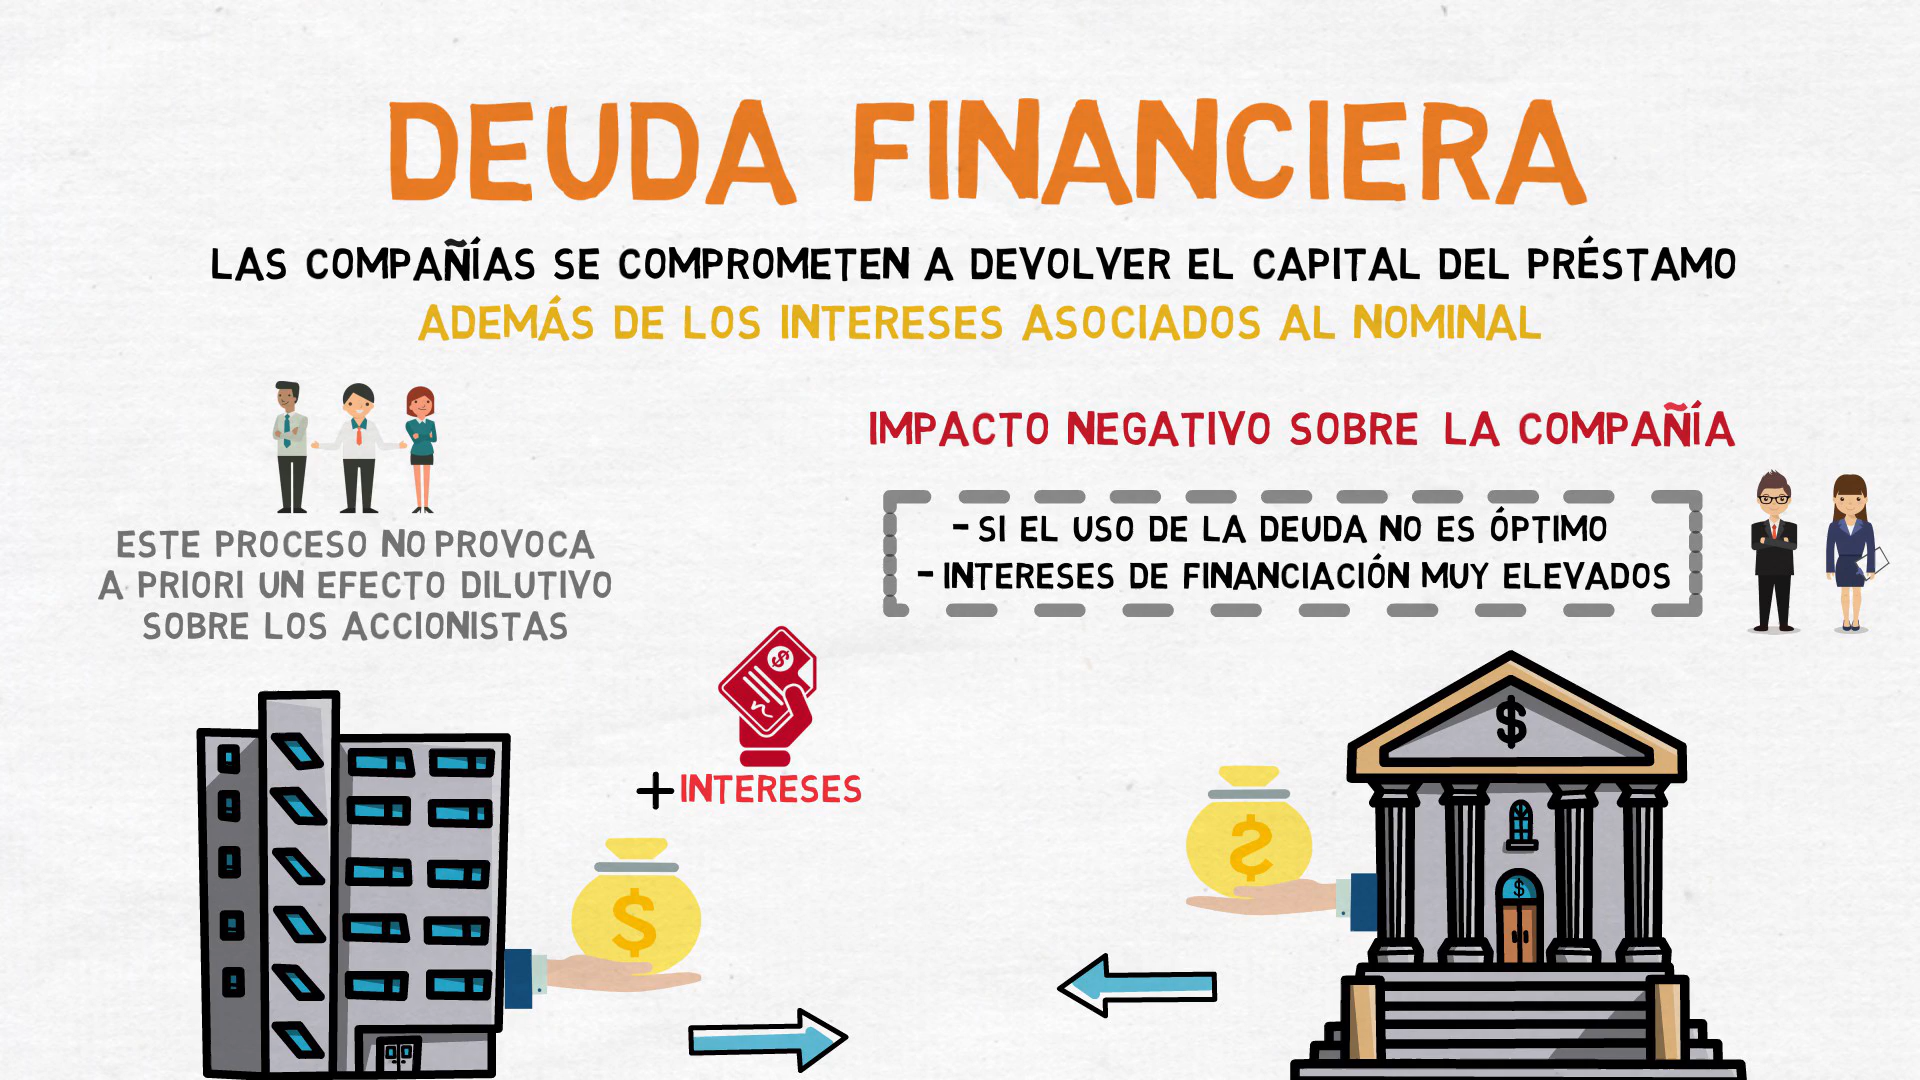 DEUDA FINANCIERA
LAS COMPAÑÍAS SE COMPROMETEN A DEVOLVER EL CAPITAL DEL PRÉSTAMO
ADEMÁS DE LOS INTERESES ASOCIADOS AL NOMINAL
IMPACTO NEGATIVO SOBRE LA COMPAÑÍA
- SI EL USO DE LA DEUDA NO ES ÓPTIMO
- INTERESES DE FINANCIACIÓN MUY ELEVADOS
ESTE PROCESO NO PROVOCA
A PRIORI UN EFECTO DILUTIVO
SOBRE LOS ACCIONISTAS
$
$
+ INTERESES
$
$
$